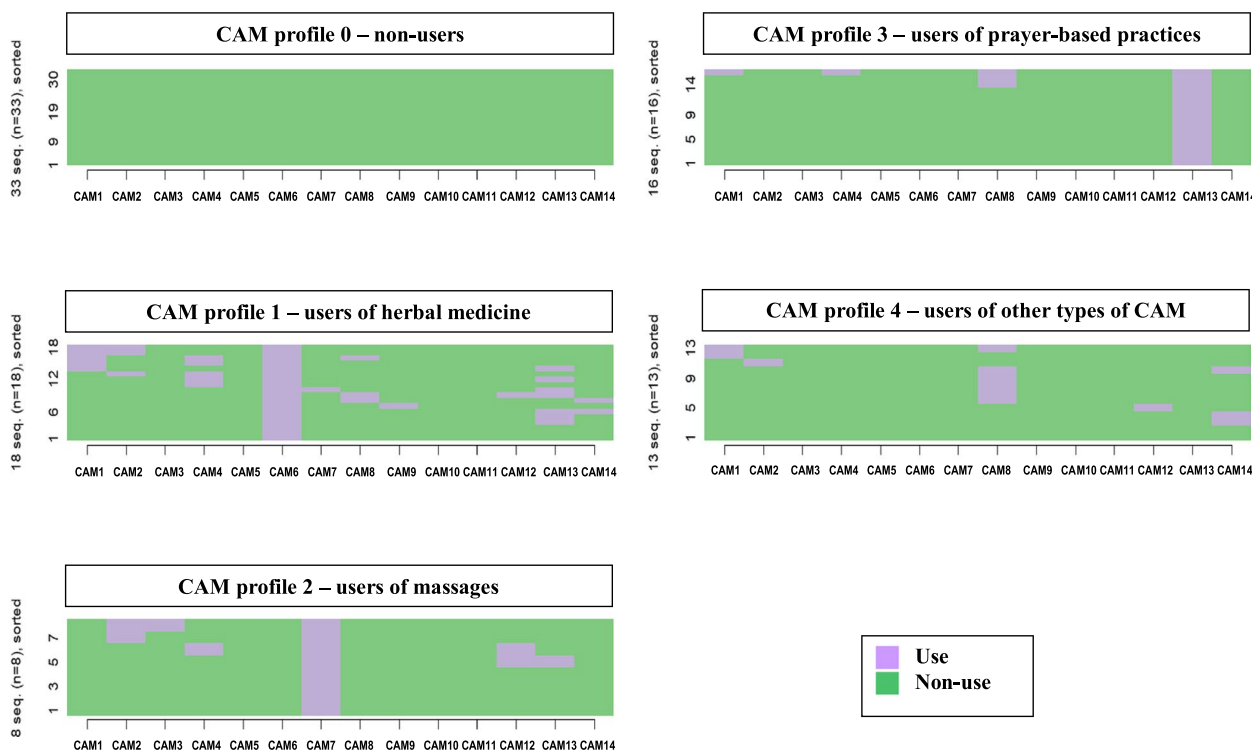 CAM profile 0 – non-users
33 seq. (n=33), sorted
30
19
9
1
CAM1 CAM2 CAM3 CAM4 CAM5 CAM6 CAM7 CAM8 CAM9 CAM10 CAM11 CAM12 CAM13 CAM14
CAM profile 3 – users of prayer-based practices
16 seq. (n=16), sorted
14
9
5
1
CAM1 CAM2 CAM3 CAM4 CAM5 CAM6 CAM7 CAM8 CAM9 CAM10 CAM11 CAM12 CAM13 CAM14
CAM profile 1 – users of herbal medicine
18 seq. (n=18), sorted
18
12
6
1
CAM1 CAM2 CAM3 CAM4 CAM5 CAM6 CAM7 CAM8 CAM9 CAM10 CAM11 CAM12 CAM13 CAM14
CAM profile 4 – users of other types of CAM
13 seq. (n=13), sorted
13
9
5
1
CAM1 CAM2 CAM3 CAM4 CAM5 CAM6 CAM7 CAM8 CAM9 CAM10 CAM11 CAM12 CAM13 CAM14
CAM profile 2 – users of massages
8 seq. (n=8), sorted
7
5
3
1
CAM1 CAM2 CAM3 CAM4 CAM5 CAM6 CAM7 CAM8 CAM9 CAM10 CAM11 CAM12 CAM13 CAM14
Use
Non-use